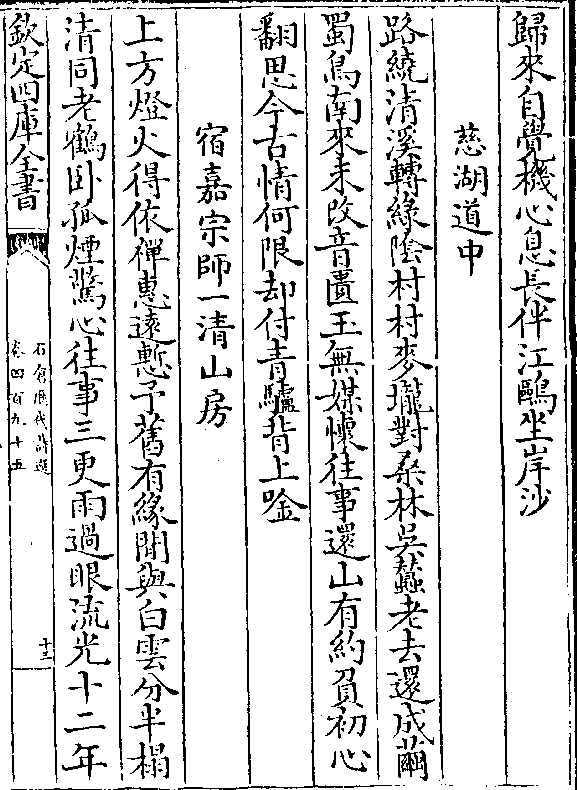 歸來自覺機心息長伴江鷗坐岸沙
慈湖道中
路繞清溪轉綠陰村村麥壠對桑林吳蠶老去還成繭
蜀鳥南來未改音匱玉無媒懷往事還山有約負初心
翻思今古情何限却付青驢背上唫
宿嘉宗師一清山房
上方燈火得依禪惠遠慙予舊有緣閒與白雲分半榻
清同老鶴卧孤煙驚心往事三更雨過眼流光十二年
欽定四庫全書
石倉歷代詩選
卷四百九十五
十三